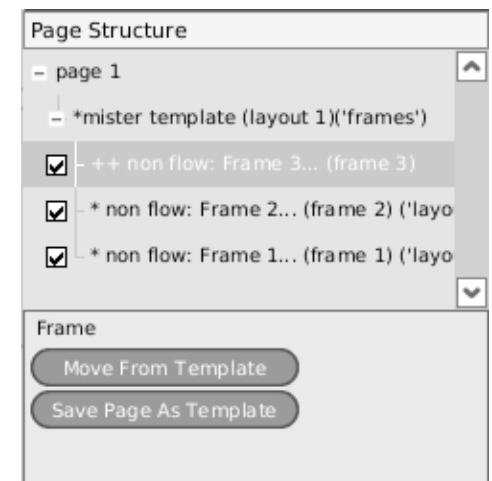 Page Structure
page 1
*mister template (layout 1)('frames')
++ non flow: Frame 3... (frame 3)
* non flow: Frame 2... (frame 2) ('layo
* non flow: Frame 1... (frame 1) ('layo
Frame
Move From Template
Save Page As Template